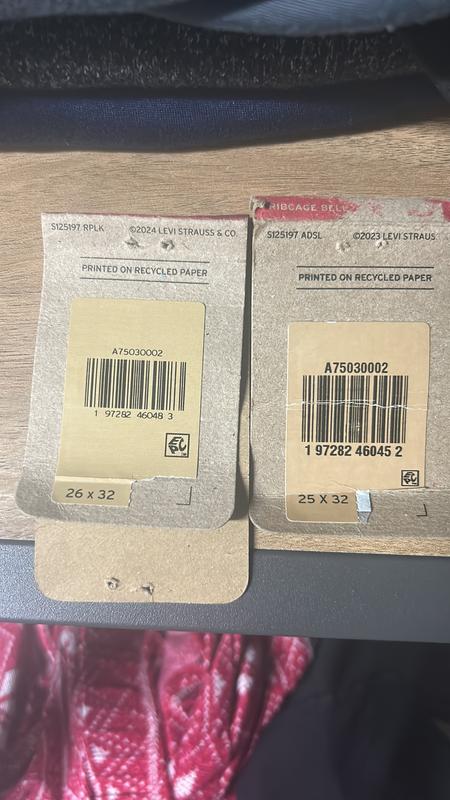 S125197 RPLK ©2024 LEVI STRAUSS & CO.
PRINTED ON RECYCLED PAPER
A75030002
1 97282 46048 3
26 x 32
RIBCAGE BELL
S125197 ADSL ©2023 LEVI STRAUS
PRINTED ON RECYCLED PAPER
A75030002
1 97282 46045 2
25 X 32